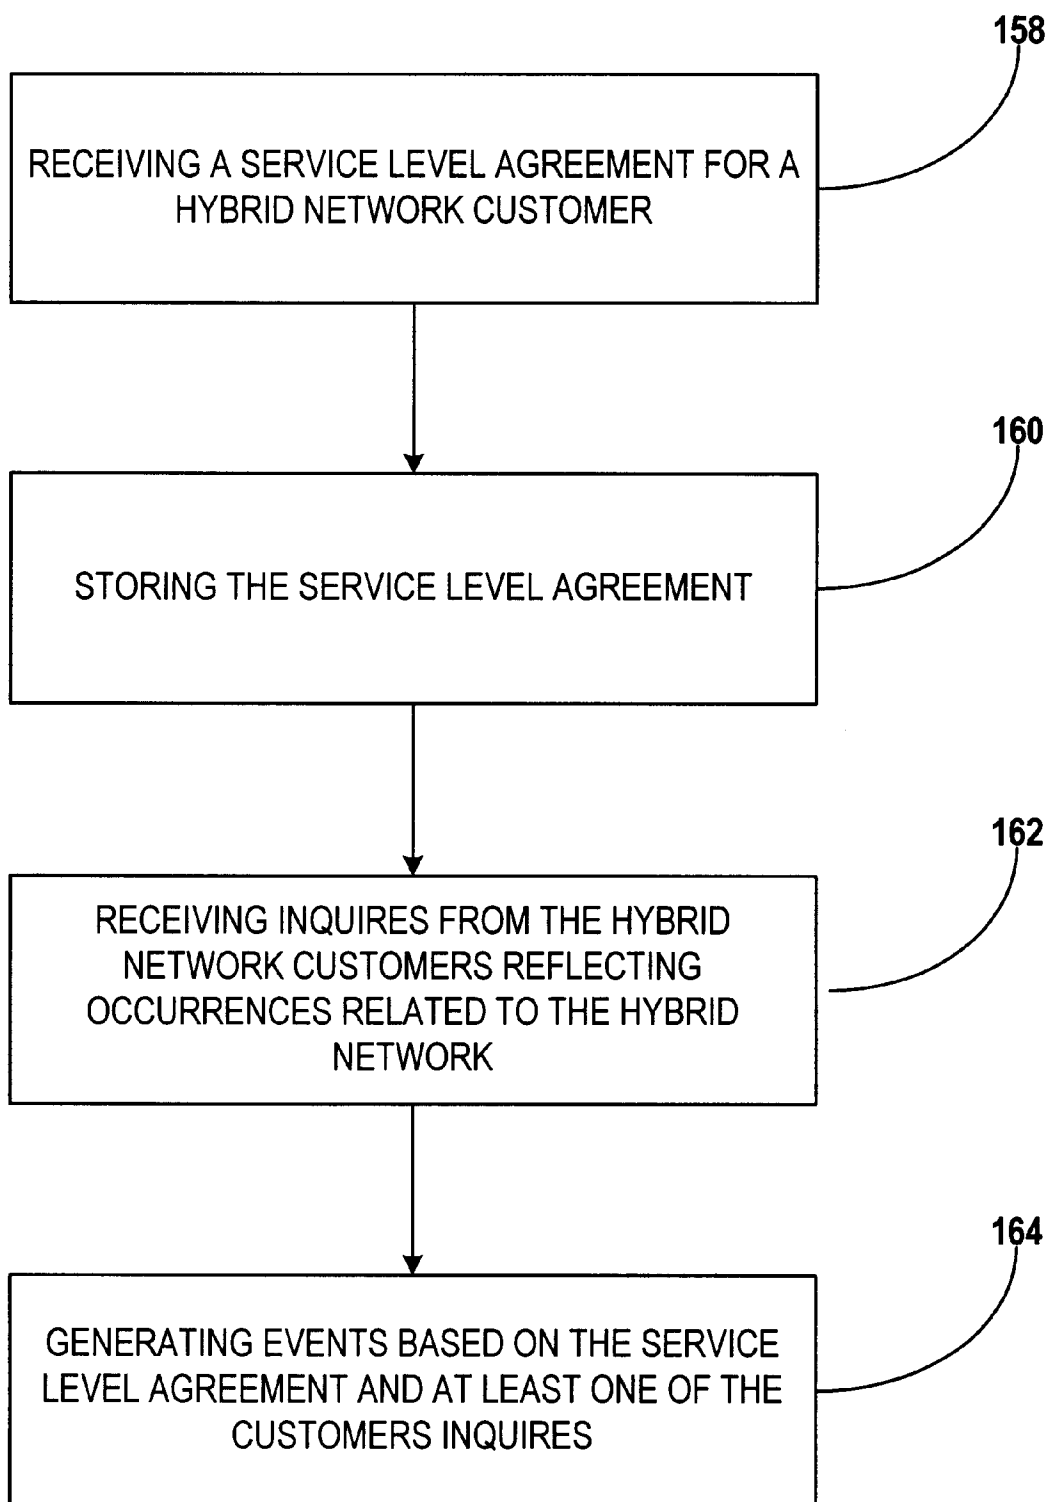 158
RECEIVING A SERVICE LEVEL AGREEMENT FOR A
HYBRID NETWORK CUSTOMER
160
STORING THE SERVICE LEVEL AGREEMENT
162
RECEIVING INQUIRES FROM THE HYBRID
NETWORK CUSTOMERS REFLECTING
OCCURRENCES RELATED TO THE HYBRID
NETWORK
164
GENERATING EVENTS BASED ON THE SERVICE
LEVEL AGREEMENT AND AT LEAST ONE OF THE
CUSTOMERS INQUIRES